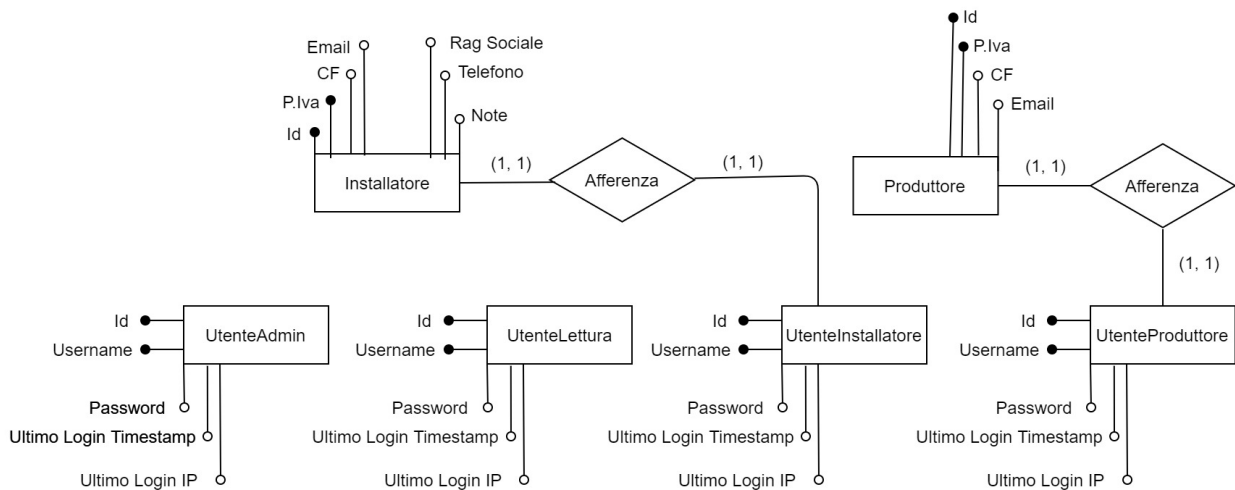 Id
P.Iva
CF
Email
Email
CF
P.Iva
Id
Rag Sociale
Telefono
Note
Installatore
(1, 1)
Afferenza
(1, 1)
Produttore
(1, 1)
Afferenza
(1, 1)
Id
Username
UtenteAdmin
Password
Ultimo Login Timestamp
Ultimo Login IP
Id
Username
UtenteLettura
Password
Ultimo Login Timestamp
Ultimo Login IP
Id
Username
UtenteInstallatore
Password
Ultimo Login Timestamp
Ultimo Login IP
Id
Username
UtenteProduttore
Password
Ultimo Login Timestamp
Ultimo Login IP